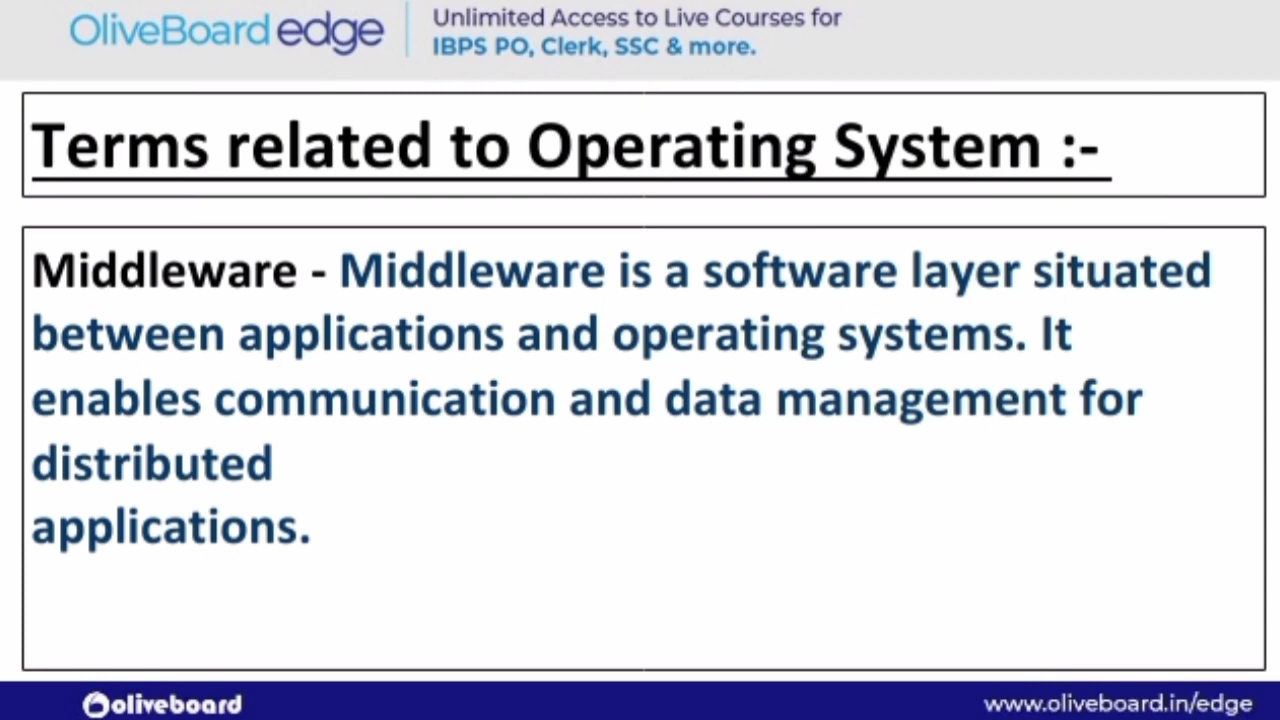 OliveBoard edge
Unlimited Access to Live Courses for
IBPS PO, Clerk, SSC & more.
Terms related to Operating System :-
Middleware - Middleware is a software layer situated
between applications and operating systems. It
enables communication and data management for
distributed
applications.
oliveboard
www.oliveboard.in/edge